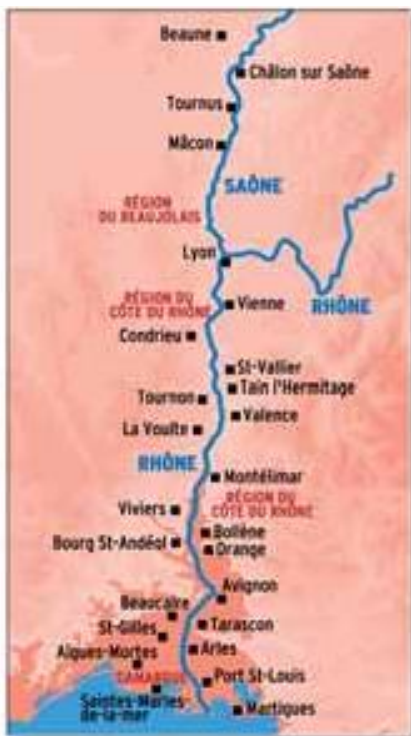 Beaune
Châlon sur Saône
Tournus
Mâcon
SAÔNE
RÉGION
DU BEAUJOLAIS
Lyon
RÉGION DU
CÔTE DU RHÔNE
Vienne
RHÔNE
Condrieu
St-Vallier
Tain l'Hermitage
Tournon
Valence
La Voulte
RHÔNE
Montélimar
RÉGION DU
CÔTE DU RHÔNE
Viviers
Bollène
Bourg St-Andéol
Orange
Avignon
Beaucaire
St-Gilles
Tarascon
Aigues-Mortes
Arles
CAMARGUE
Port St-Louis
Saintes-Maries
de-la-mer
Martigues